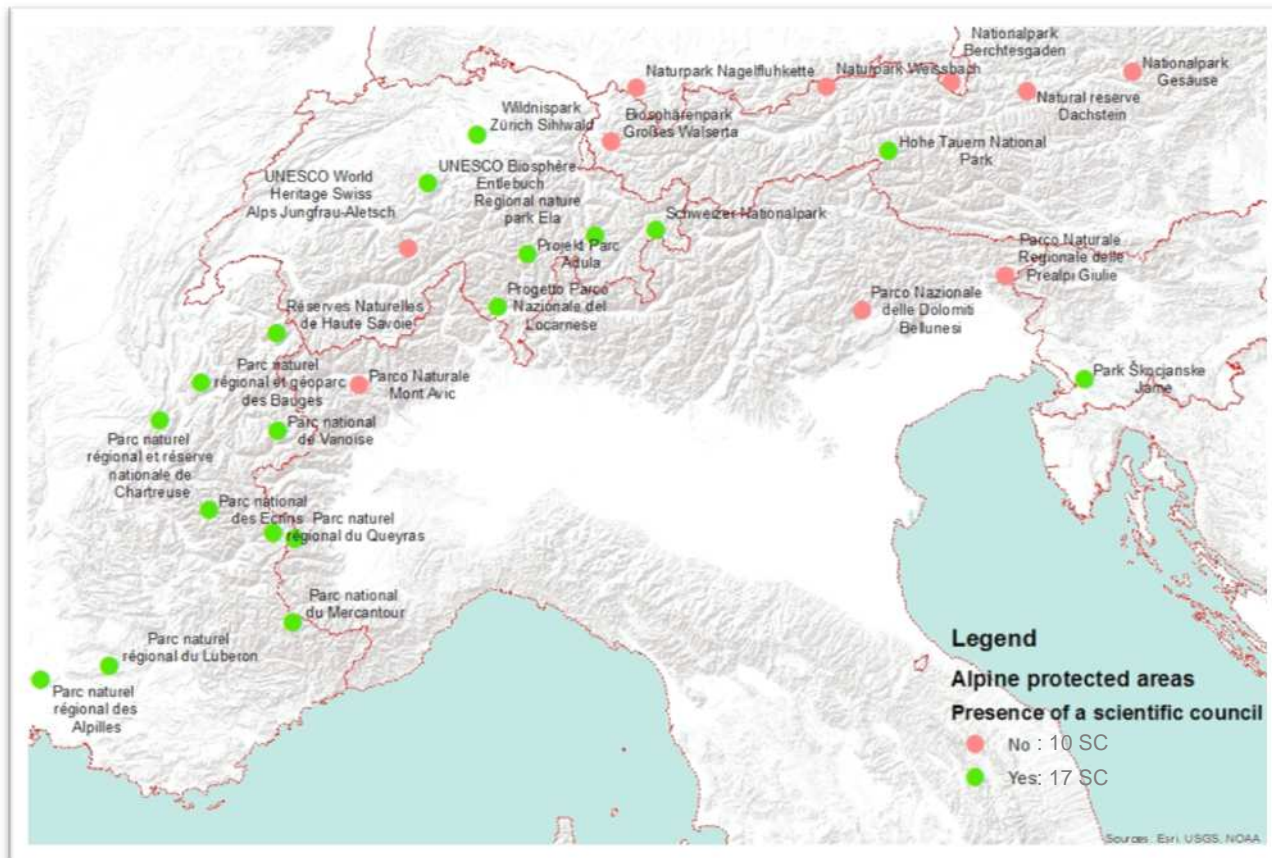 Nationalpark
Berchtesgaden
Nationalpark
Gesäuse
Naturpark Nagelfluhkette
Naturpark Weissbach
Natural reserve
Dachstein
Wildnispark
Zürich Sihlwald
Biosphärenpark
Großes Walserta
Hohe Tauern National
Park
UNESCO World
Heritage Swiss
Alps Jungfrau-Aletsch
UNESCO Biosphère
Entlebuch
Regional nature
park Ela
Schweizer Nationalpark
Projekt Parc
Adula
Parco Naturale
Regionale delle
Prealpi Giulie
Progetto Parco
Nazionale del
Locarnese
Parco Nazionale
delle Dolomiti
Bellunesi
Réserves Naturelles
de Haute Savoie
Parc naturel
régional et géoparc
des Bauges
Parco Naturale
Mont Avic
Park Škocjanske
Jame
Parc national
de Vanoise
Parc naturel
régional et réserve
nationale de
Chartreuse
Parc national
des Ecrins
Parc naturel
régional du Queyras
Parc national
du Mercantour
Parc naturel
régional du Luberon
Parc naturel
régional des
Alpilles
Legend
Alpine protected areas
Presence of a scientific council
No : 10 SC
Yes: 17 SC
Sources: Esri, USGS, NOAA